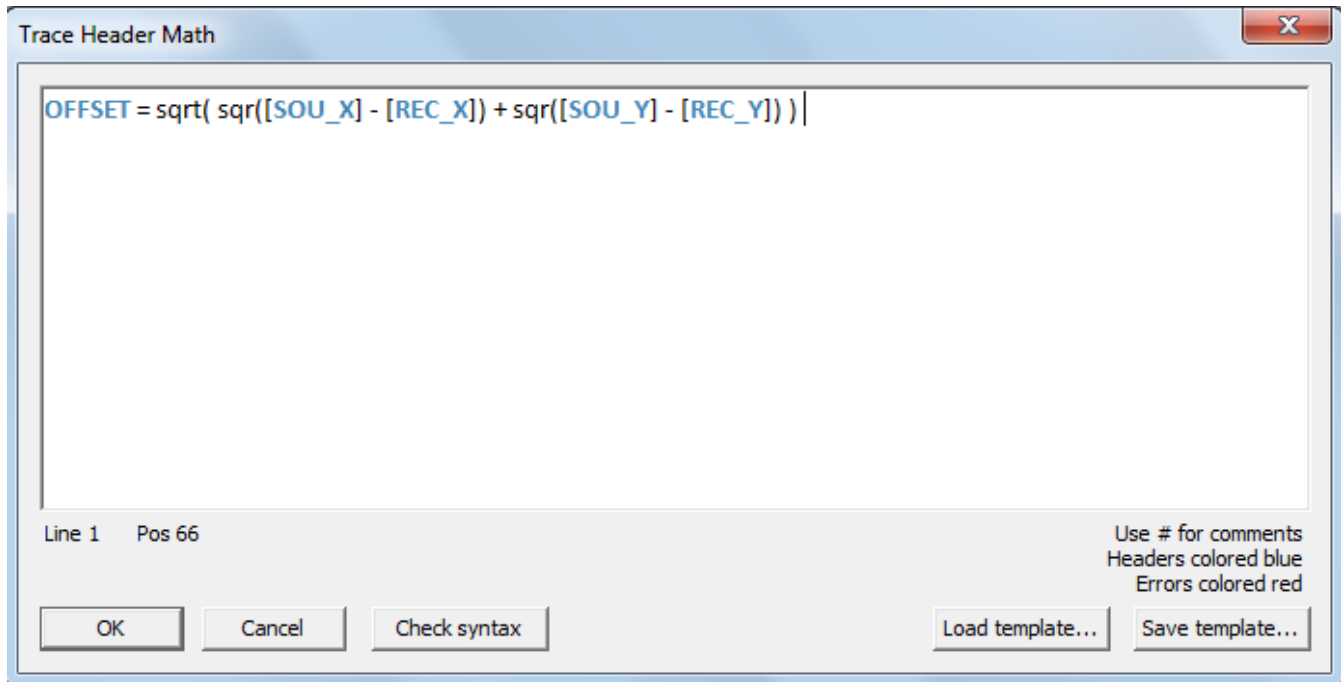 Trace Header Math
X
OFFSET = sqrt( sqr([SOU_X] - [REC_X]) + sqr([SOU_Y] - [REC_Y]) )
Line 1 Pos 66
Use # for comments
Headers colored blue
Errors colored red
OK Cancel Check syntax Load template... Save template...